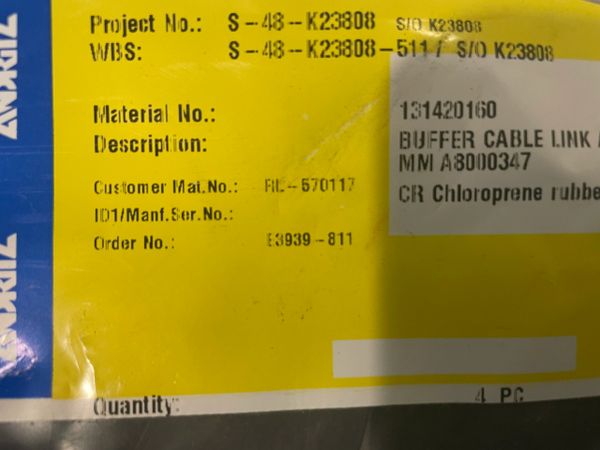 Project No.: S-48-K23808 S/O K23808
WBS: S-48-K23808-511 / S/O K23808
Material No.: 131420160
Description: BUFFER CABLE LINK
MM A8000347
Customer Mat.No.: RE-570117
CR Chloroprene rubbe
ID1/Manf.Ser.No.:
Order No.: E3939-811
Quantity: 4 PC
ANDRITZ
ANDRITZ